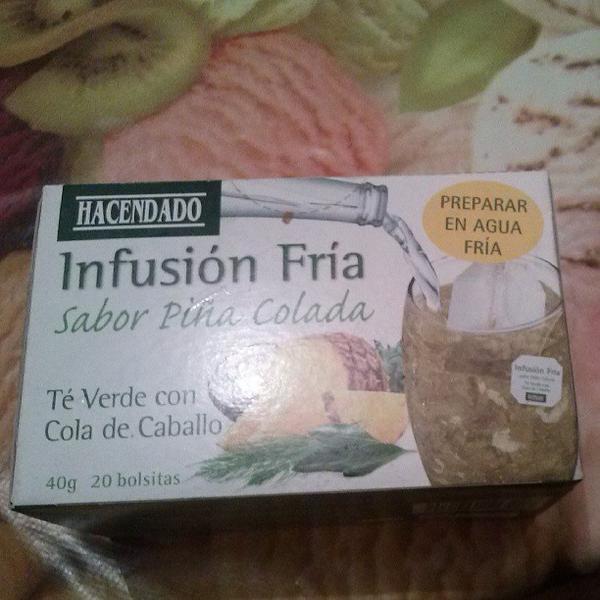 HACENDADO
PREPARAR
EN AGUA
FRÍA
Infusión Fría
Sabor Piña Colada
Té Verde con
Cola de Caballo
40g 20 bolsitas
Infusión Fría